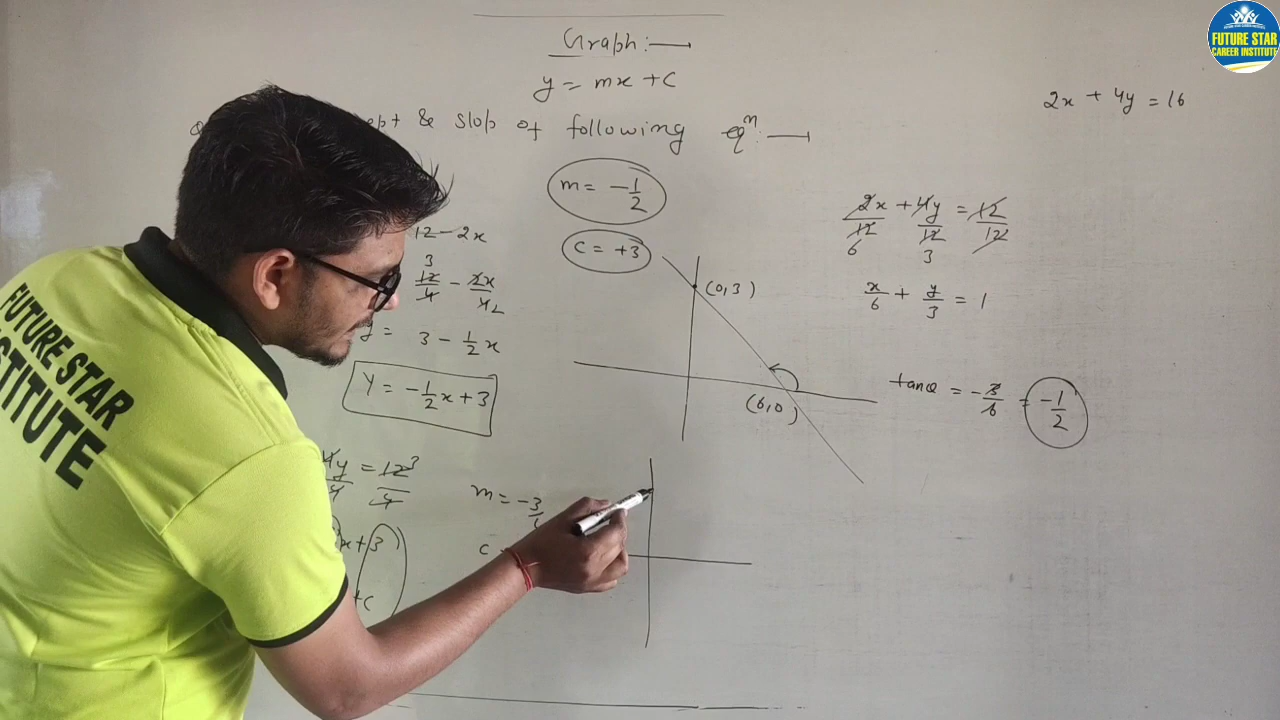 Graph:→
y = mx + c
& slop of following eqⁿ:→
12 - 2x
12/4 - 2x/4
3
2
y = 3 - 1/2 x
Y = -1/2 x + 3
4y/4 = 12/4
3
x + 3
+c
m = -1/2
c = +3
(0,3)
(6,0)
m = -3/
c
2x + 4y = 16
2x/12 + 4y/12 = 12/12
6 3
x/6 + y/3 = 1
tanθ = -3/6 = -1/2
FUTURE STAR
CAREER INSTITUTE
FUTURE STAR